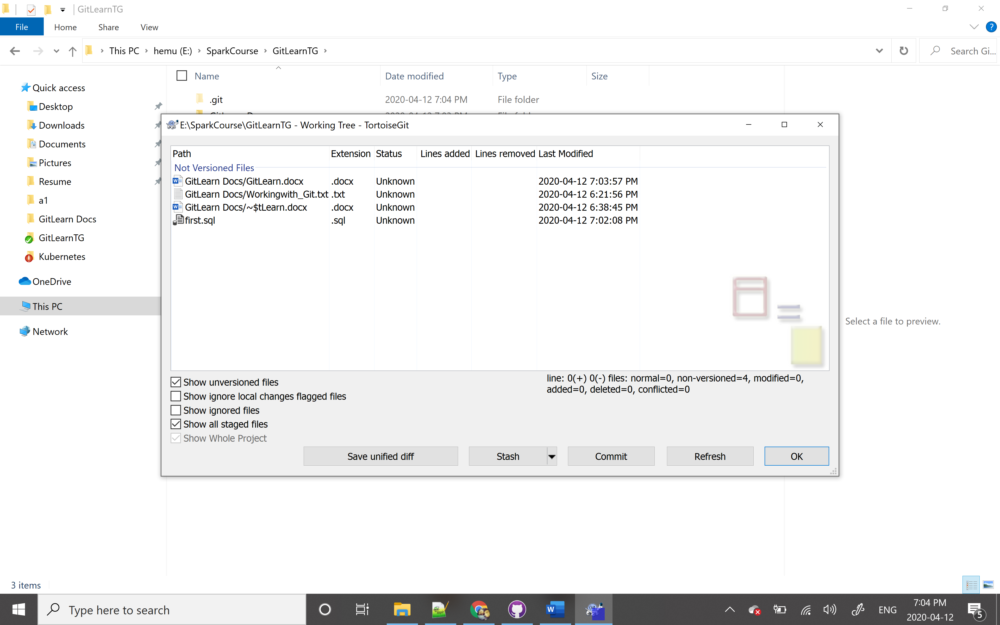 GitLearnTG
File Home Share View
This PC hemu (E:) SparkCourse GitLearnTG
Search Gi...
Name Date modified Type Size
Quick access
Desktop
Downloads
Documents
Pictures
Resume
a1
GitLearn Docs
GitLearnTG
Kubernetes
OneDrive
This PC
Network
.git 2020-04-12 7:04 PM File folder
E:\SparkCourse\GitLearnTG - Working Tree - TortoiseGit
Path Extension Status Lines added Lines removed Last Modified
Not Versioned Files
GitLearn Docs/GitLearn.docx .docx Unknown 2020-04-12 7:03:57 PM
GitLearn Docs/Workingwith_Git.txt .txt Unknown 2020-04-12 6:21:56 PM
GitLearn Docs/~$tLearn.docx .docx Unknown 2020-04-12 6:38:45 PM
first.sql .sql Unknown 2020-04-12 7:02:08 PM
Show unversioned files
Show ignore local changes flagged files
Show ignored files
Show all staged files
Show Whole Project
line: 0(+) 0(-) files: normal=0, non-versioned=4, modified=0,
added=0, deleted=0, conflicted=0
Save unified diff Stash Commit Refresh OK
Select a file to preview.
3 items
Type here to search
ENG
7:04 PM
2020-04-12
5